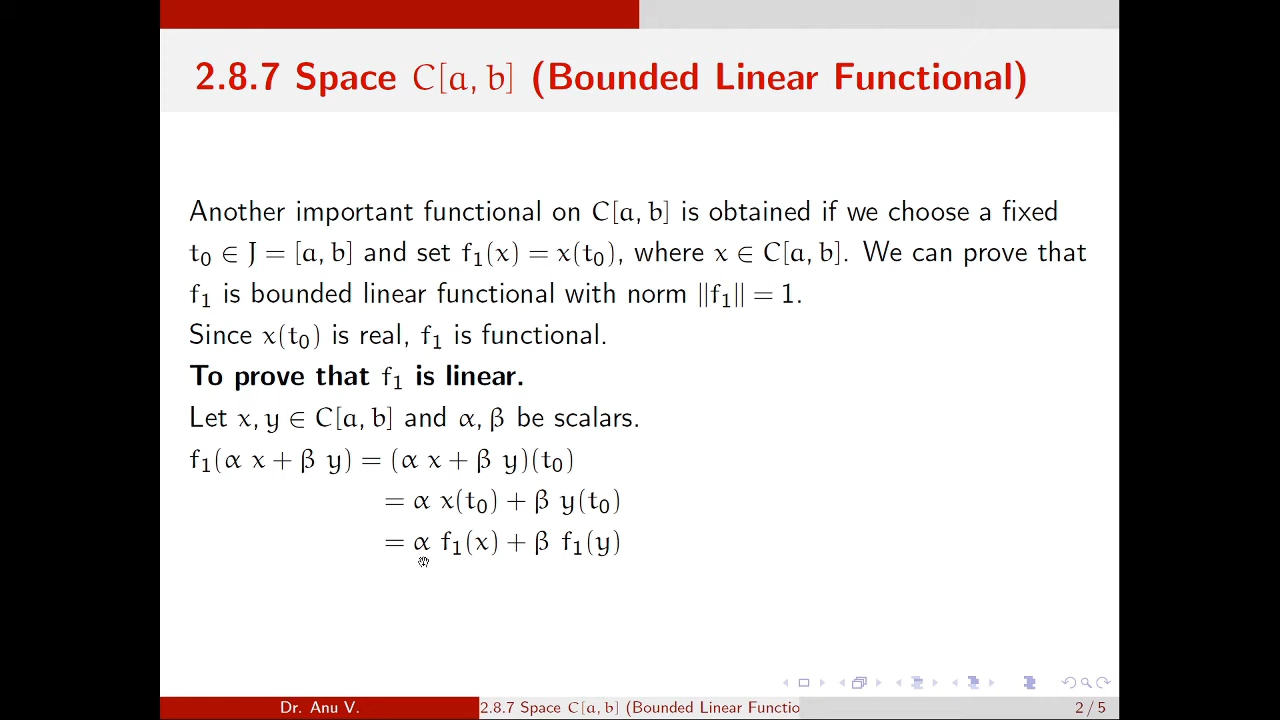 2.8.7 Space C[a, b] (Bounded Linear Functional)
Another important functional on C[a, b] is obtained if we choose a fixed
t₀ ∈ J = [a, b] and set f₁(x) = x(t₀), where x ∈ C[a, b]. We can prove that
f₁ is bounded linear functional with norm ‖f₁‖ = 1.
Since x(t₀) is real, f₁ is functional.
To prove that f₁ is linear.
Let x, y ∈ C[a, b] and α, β be scalars.
f₁(α x + β y) = (α x + β y)(t₀)
= α x(t₀) + β y(t₀)
= α f₁(x) + β f₁(y)
Dr. Anu V.
2.8.7 Space C[a, b] (Bounded Linear Functio
2 / 5